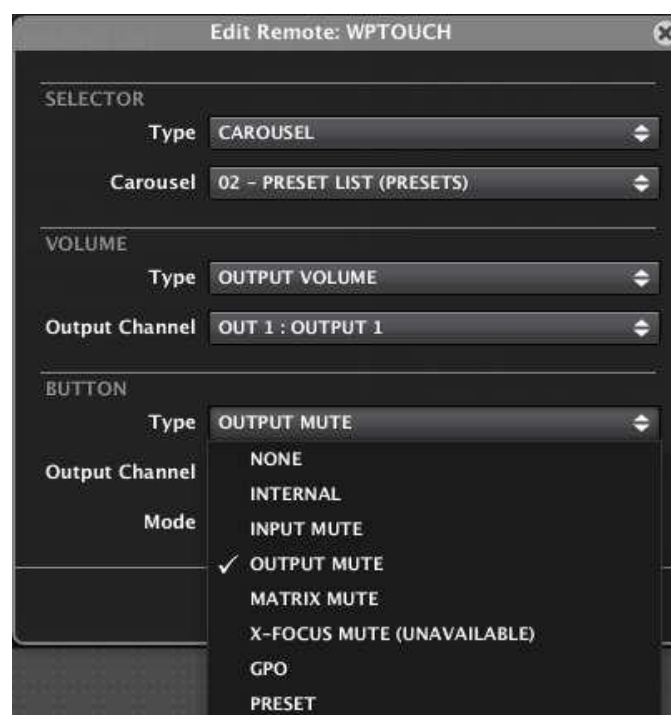 Edit Remote: WPTOUCH
SELECTOR
Type CAROUSEL
Carousel 02 – PRESET LIST (PRESETS)
VOLUME
Type OUTPUT VOLUME
Output Channel OUT 1 : OUTPUT 1
BUTTON
Type OUTPUT MUTE
NONE
Output Channel
INTERNAL
Mode
INPUT MUTE
✓ OUTPUT MUTE
MATRIX MUTE
X-FOCUS MUTE (UNAVAILABLE)
GPO
PRESET